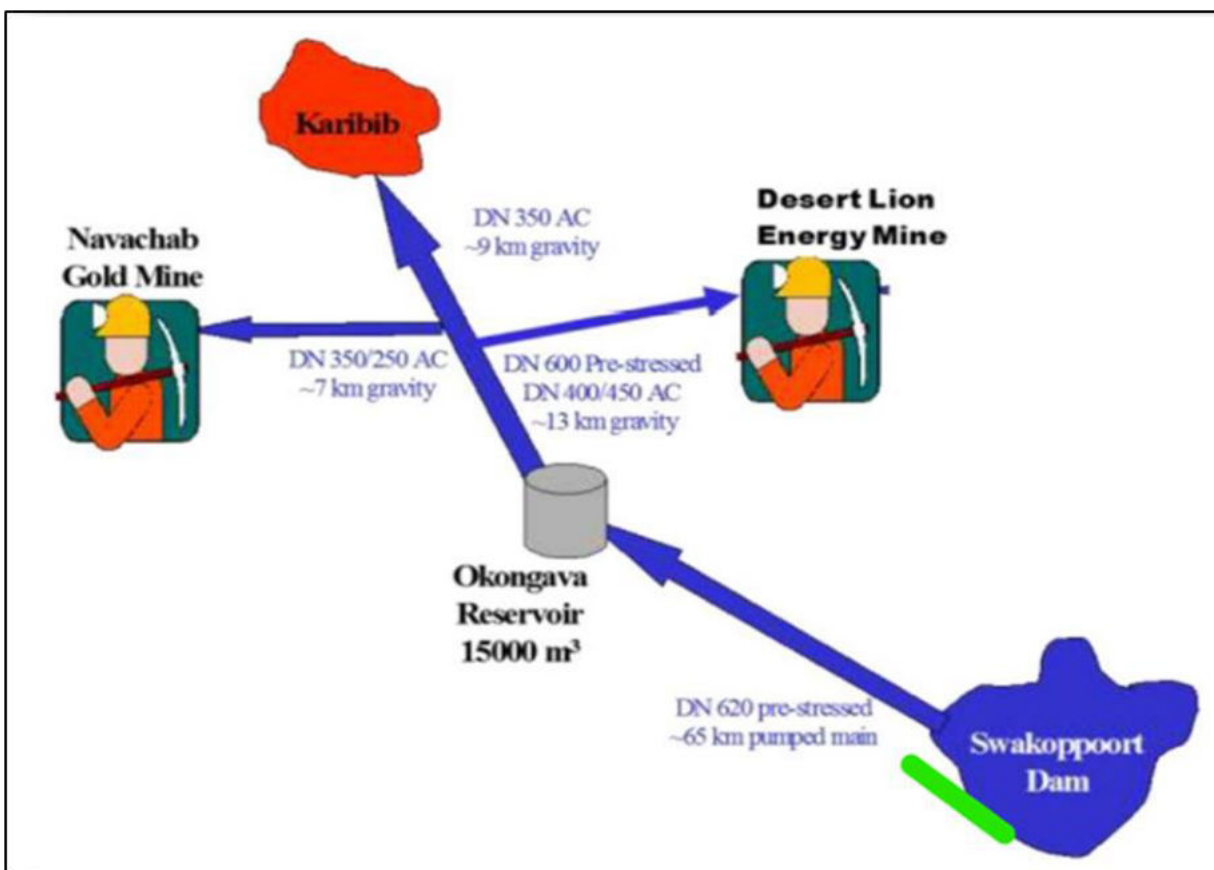 Karibib
DN 350 AC
~9 km gravity
Desert Lion
Energy Mine
Navachab
Gold Mine
DN 350/250 AC
~7 km gravity
DN 600 Pre-stressed
DN 400/450 AC
~13 km gravity
Okongava
Reservoir
15000 m³
DN 620 pre-stressed
~65 km pumped main
Swakoppoort
Dam